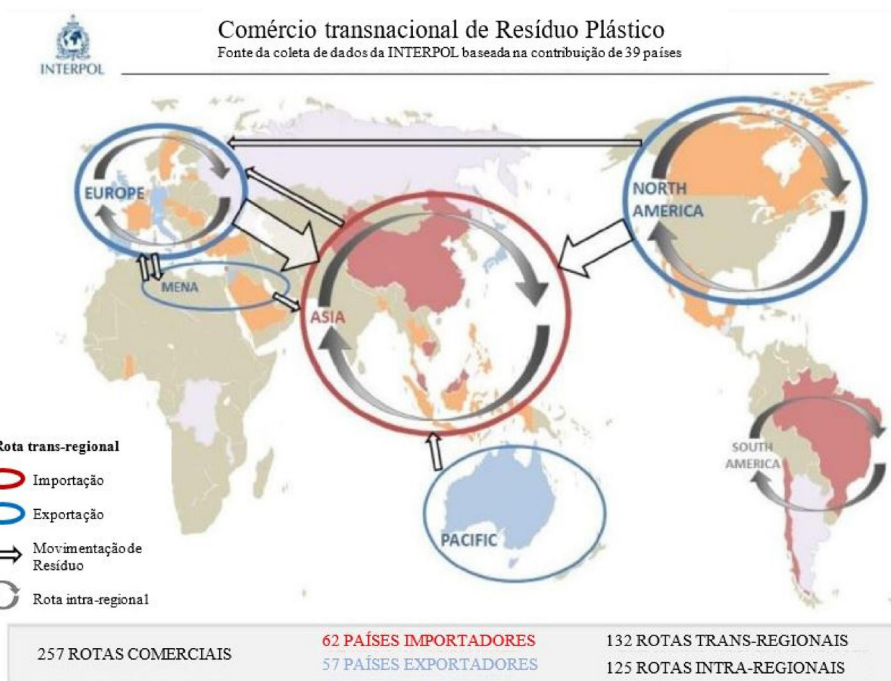 Comércio transnacional de Resíduo Plástico
Fonte da coleta de dados da INTERPOL baseada na contribuição de 39 países
INTERPOL
EUROPE
NORTH
AMERICA
MENA
ASIA
SOUTH
AMERICA
PACIFIC
Rota trans-regional
Importação
Exportação
Movimentação de
Resíduo
Rota intra-regional
257 ROTAS COMERCIAIS
62 PAÍSES IMPORTADORES
57 PAÍSES EXPORTADORES
132 ROTAS TRANS-REGIONAIS
125 ROTAS INTRA-REGIONAIS